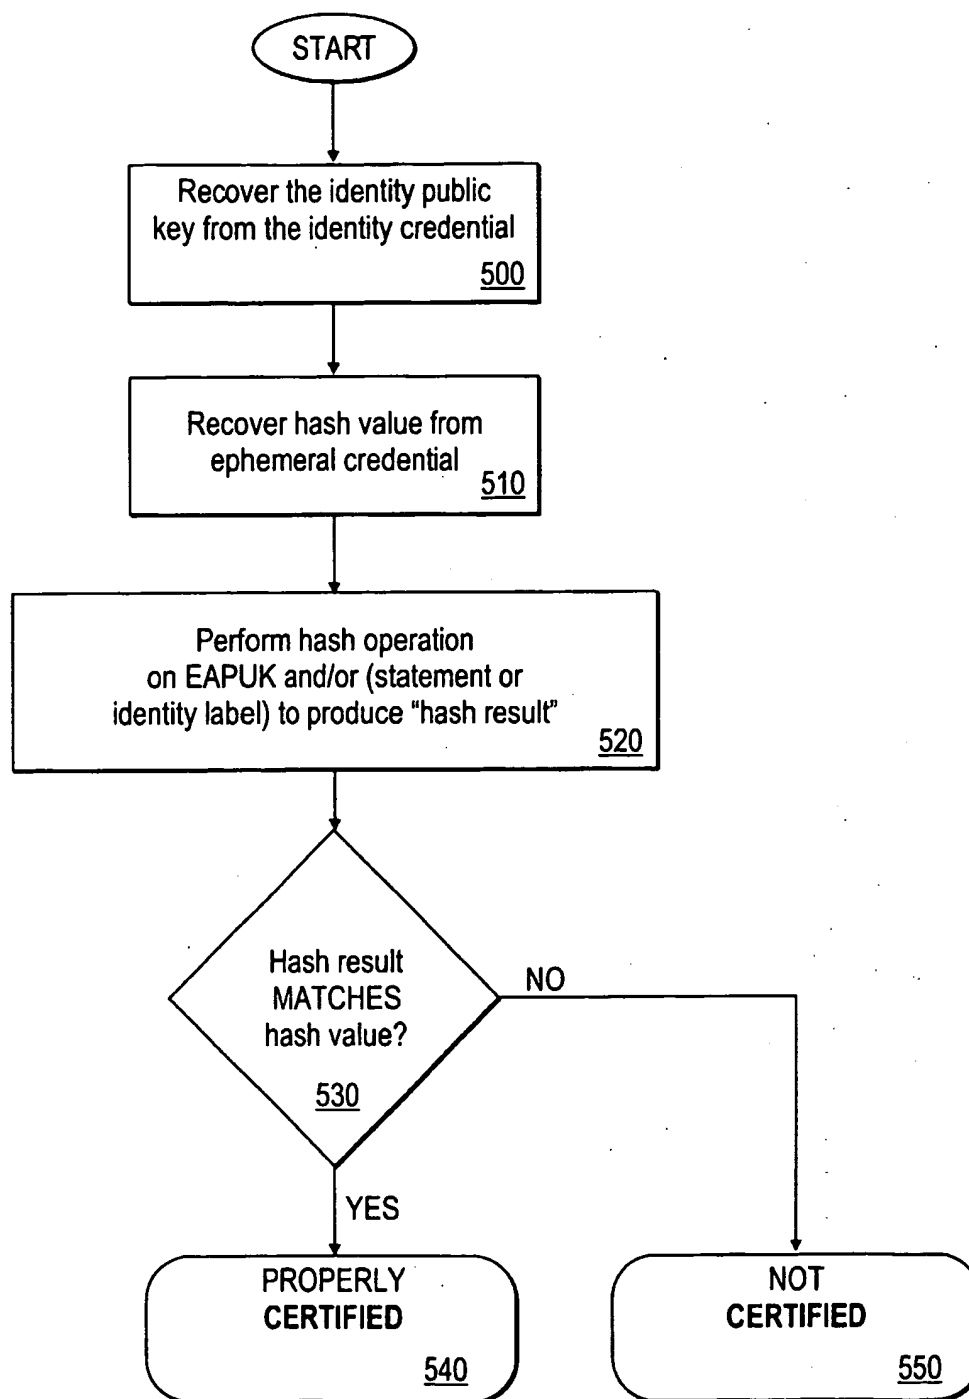 START
Recover the identity public
key from the identity credential
500
Recover hash value from
ephemeral credential
510
Perform hash operation
on EAPUK and/or (statement or
identity label) to produce “hash result”
520
Hash result
MATCHES
hash value?
530
NO
YES
PROPERLY
CERTIFIED
540
NOT
CERTIFIED
550